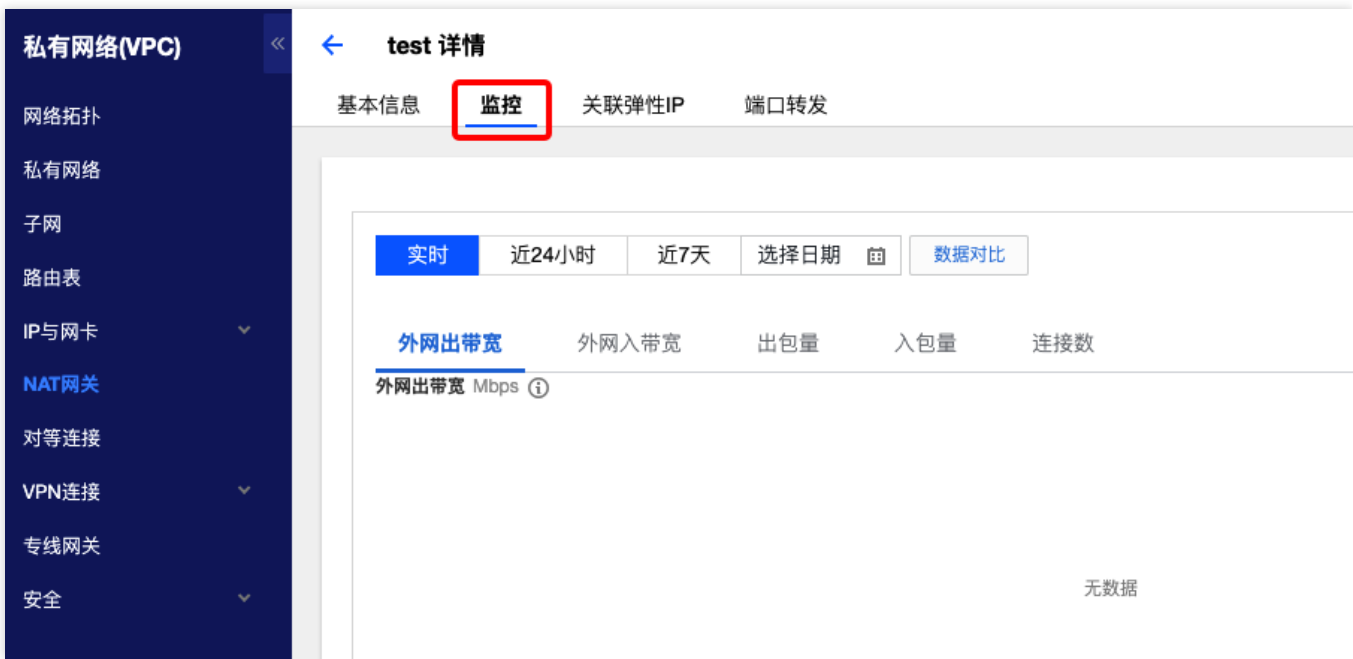 私有网络(VPC)
网络拓扑
私有网络
子网
路由表
IP与网卡
NAT网关
对等连接
VPN连接
专线网关
安全
test 详情
基本信息 监控 关联弹性IP 端口转发
实时 近24小时 近7天 选择日期 数据对比
外网出带宽 外网入带宽 出包量 入包量 连接数
外网出带宽 Mbps
无数据